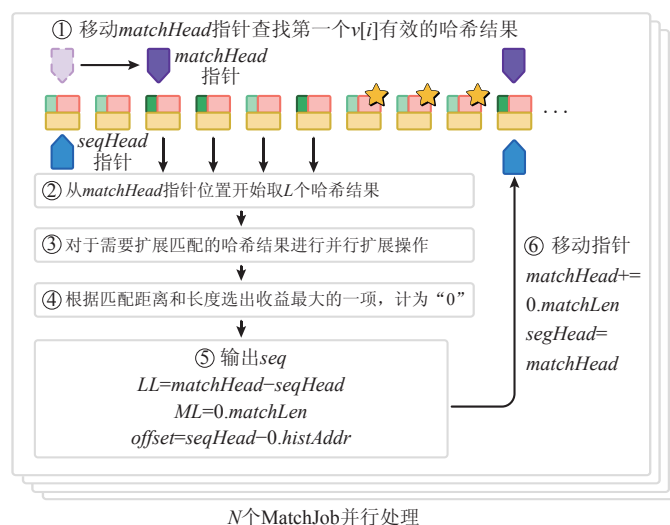 ① 移动matchHead指针查找第一个v[i]有效的哈希结果
matchHead
指针
...
seqHead
指针
② 从matchHead指针位置开始取L个哈希结果
③ 对于需要扩展匹配的哈希结果进行并行扩展操作
④ 根据匹配距离和长度选出收益最大的一项，计为“0”
⑤ 输出seq
LL=matchHead−seqHead
ML=0.matchLen
offset=seqHead−0.histAddr
⑥ 移动指针
matchHead+=
0.matchLen
segHead=
matchHead
N个MatchJob并行处理